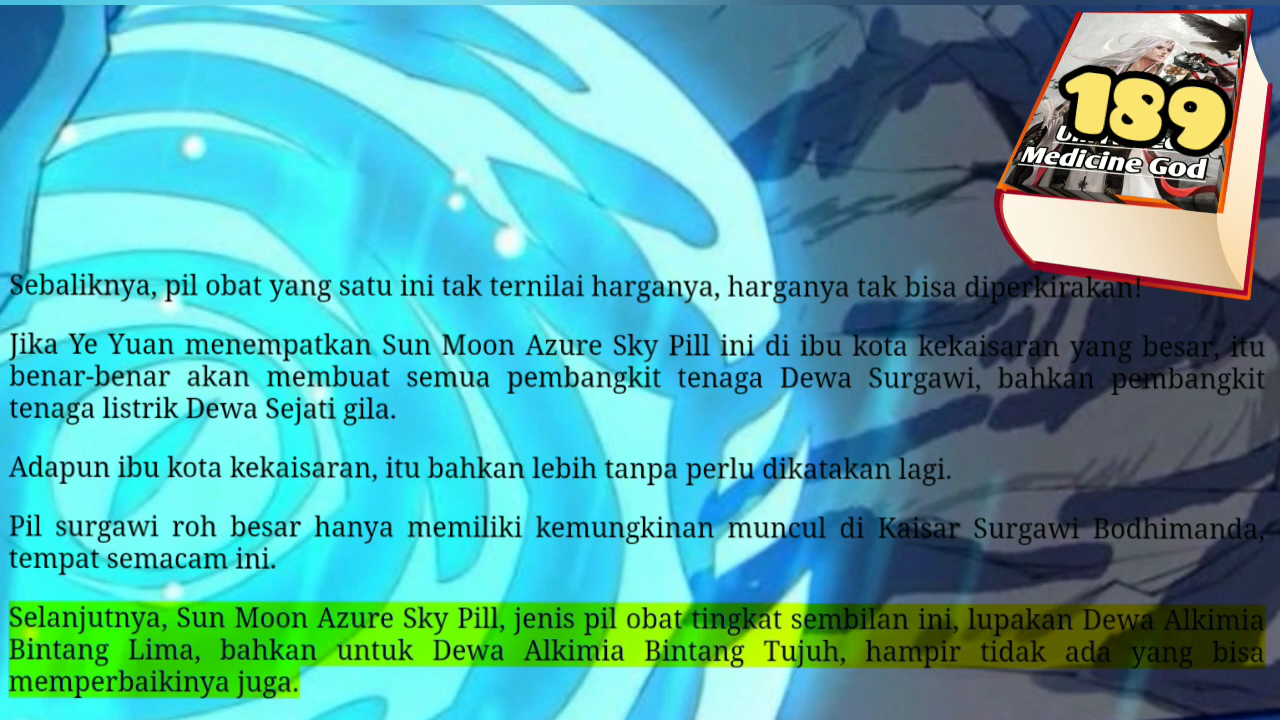 189
Medicine God
Sebaliknya, pil obat yang satu ini tak ternilai harganya, harganya tak bisa diperkirakan!
Jika Ye Yuan menempatkan Sun Moon Azure Sky Pill ini di ibu kota kekaisaran yang besar, itu
benar-benar akan membuat semua pembangkit tenaga Dewa Surgawi, bahkan pembangkit
tenaga listrik Dewa Sejati gila.
Adapun ibu kota kekaisaran, itu bahkan lebih tanpa perlu dikatakan lagi.
Pil surgawi roh besar hanya memiliki kemungkinan muncul di Kaisar Surgawi Bodhimanda,
tempat semacam ini.
Selanjutnya, Sun Moon Azure Sky Pill, jenis pil obat tingkat sembilan ini, lupakan Dewa Alkimia
Bintang Lima, bahkan untuk Dewa Alkimia Bintang Tujuh, hampir tidak ada yang bisa
memperbaikinya juga.